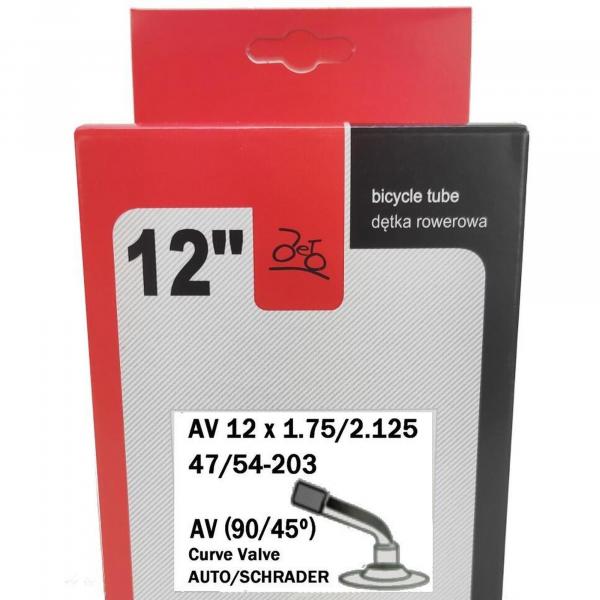 bicycle tube
dętka rowerowa
12"
AV 12 x 1.75/2.125
47/54-203
AV (90/45º)
Curve Valve
AUTO/SCHRADER